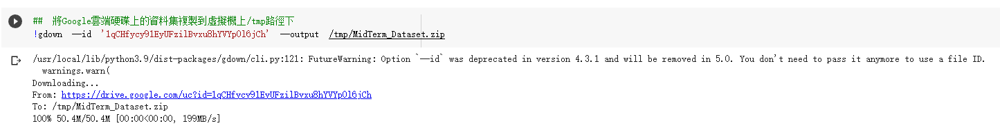 ##  將Google雲端硬碟上的資料集複製到虛擬機上/tmp路徑下
!gdown --id '1qCHfycy91EyUFzilBvxu8hYVYpOl6jCh' --output /tmp/MidTerm_Dataset.zip
/usr/local/lib/python3.9/dist-packages/gdown/cli.py:121: FutureWarning: Option `--id` was deprecated in version 4.3.1 and will be removed in 5.0. You don't need to pass it anymore to use a file ID.
  warnings.warn(
Downloading...
From: https://drive.google.com/uc?id=1qCHfycy91EyUFzilBvxu8hYVYpOl6jCh
To: /tmp/MidTerm_Dataset.zip
100% 50.4M/50.4M [00:00<00:00, 199MB/s]